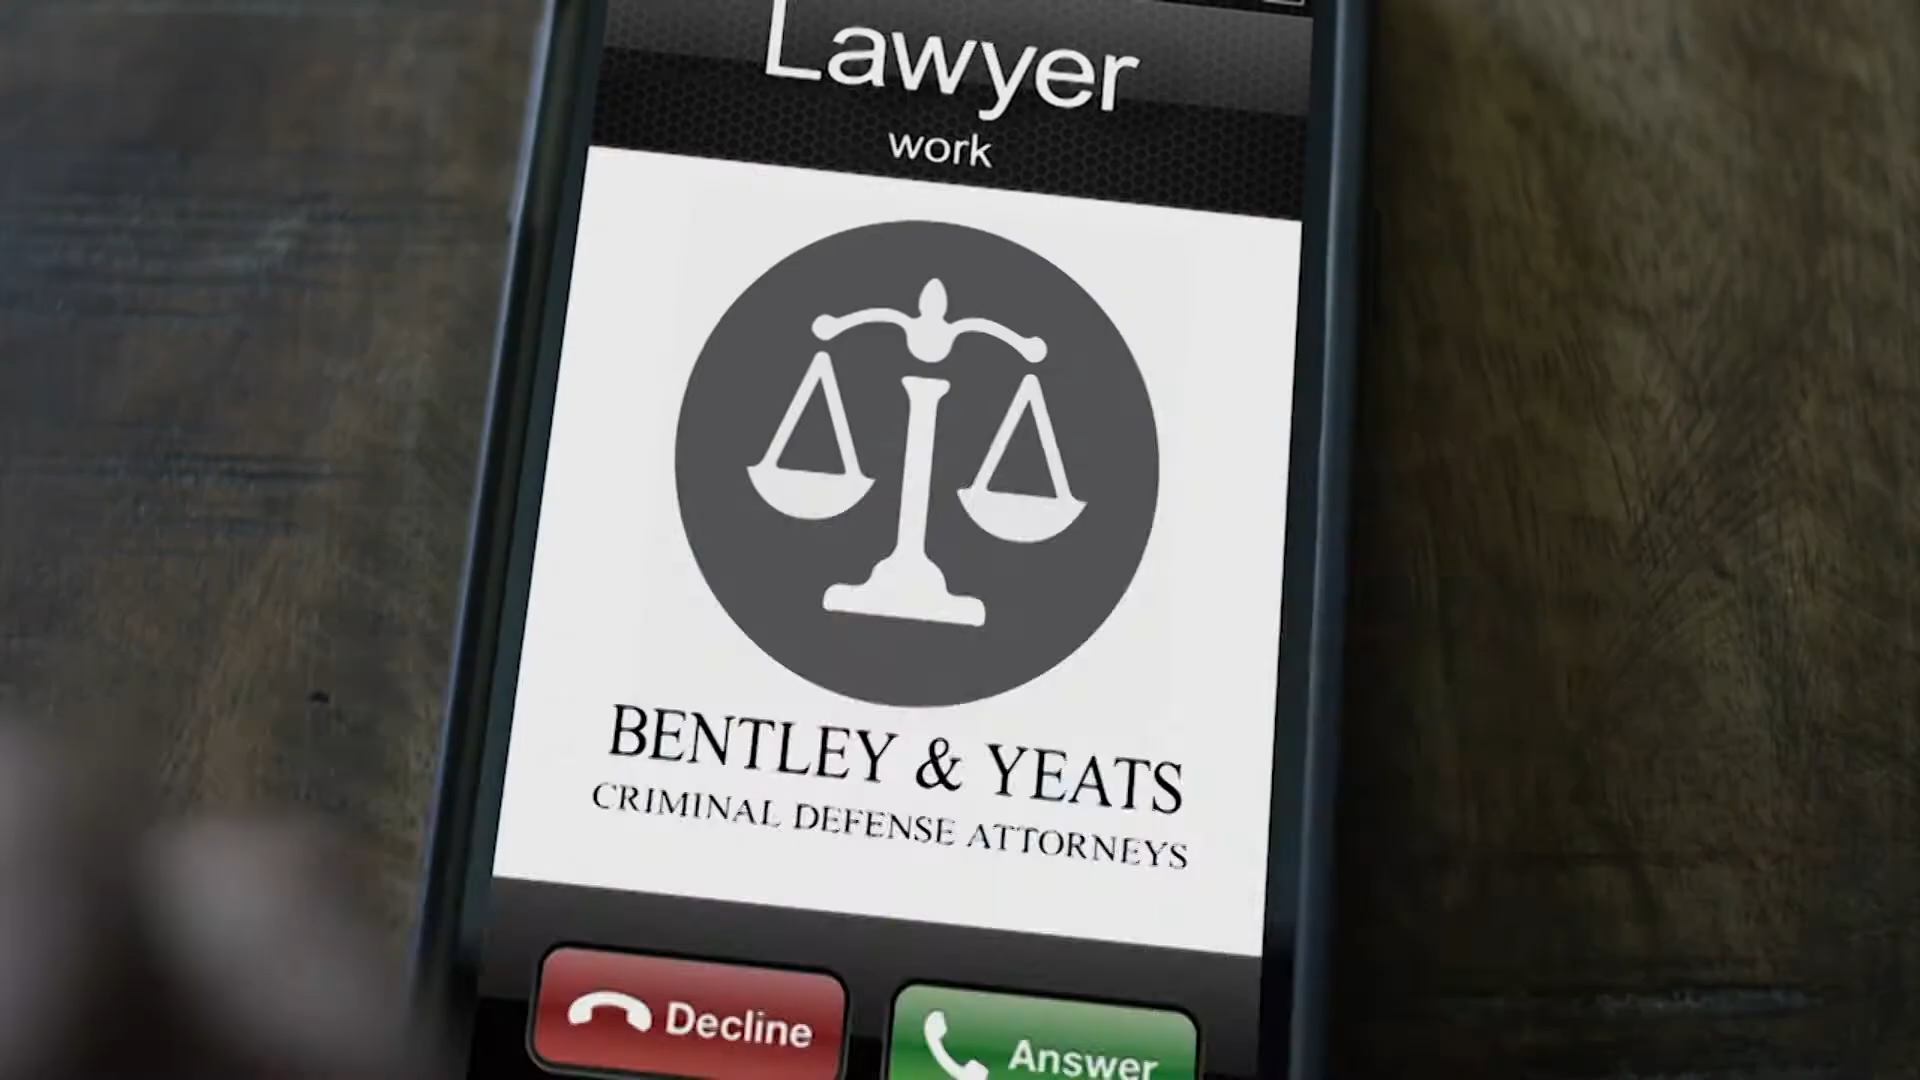 Lawyer
work
BENTLEY & YEATS
CRIMINAL DEFENSE ATTORNEYS
Decline
Answer